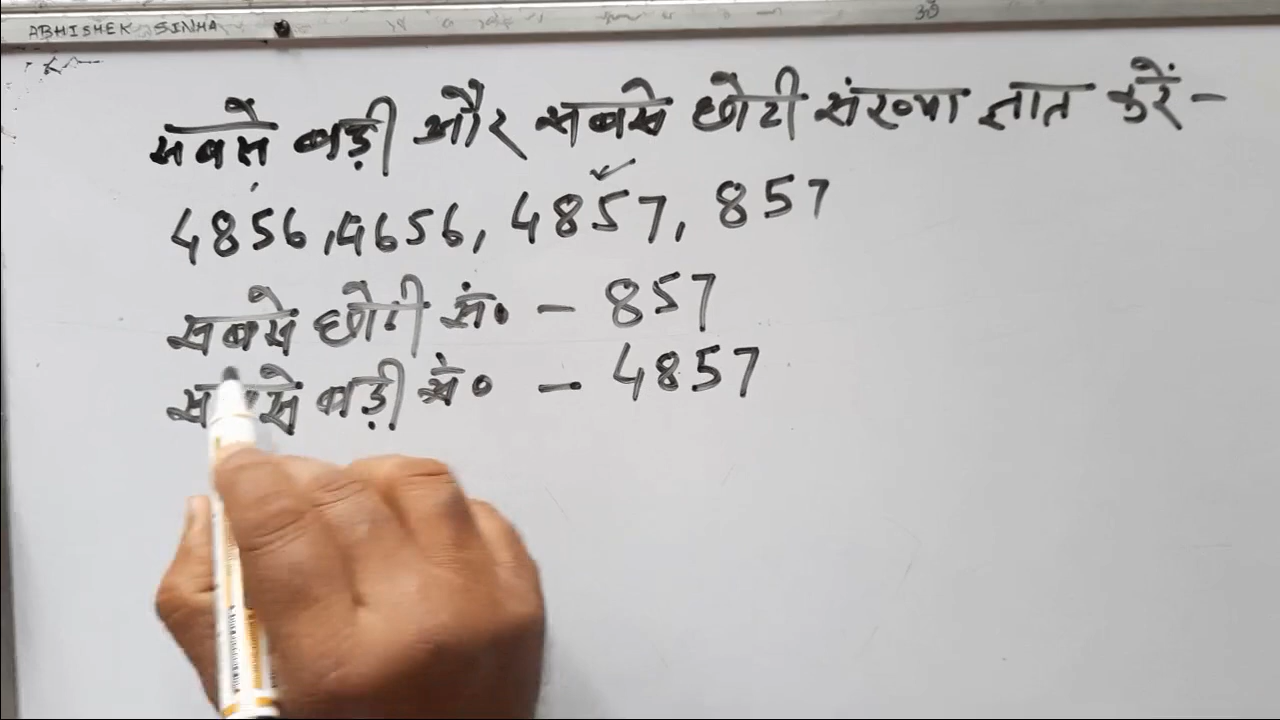 ABHISHEK SINHA
सबसे बड़ी और सबसे छोटी संख्या ज्ञात करें -
4856, 4656, 4857, 857
सबसे छोटी सं० - 857
सबसे बड़ी सं० - 4857